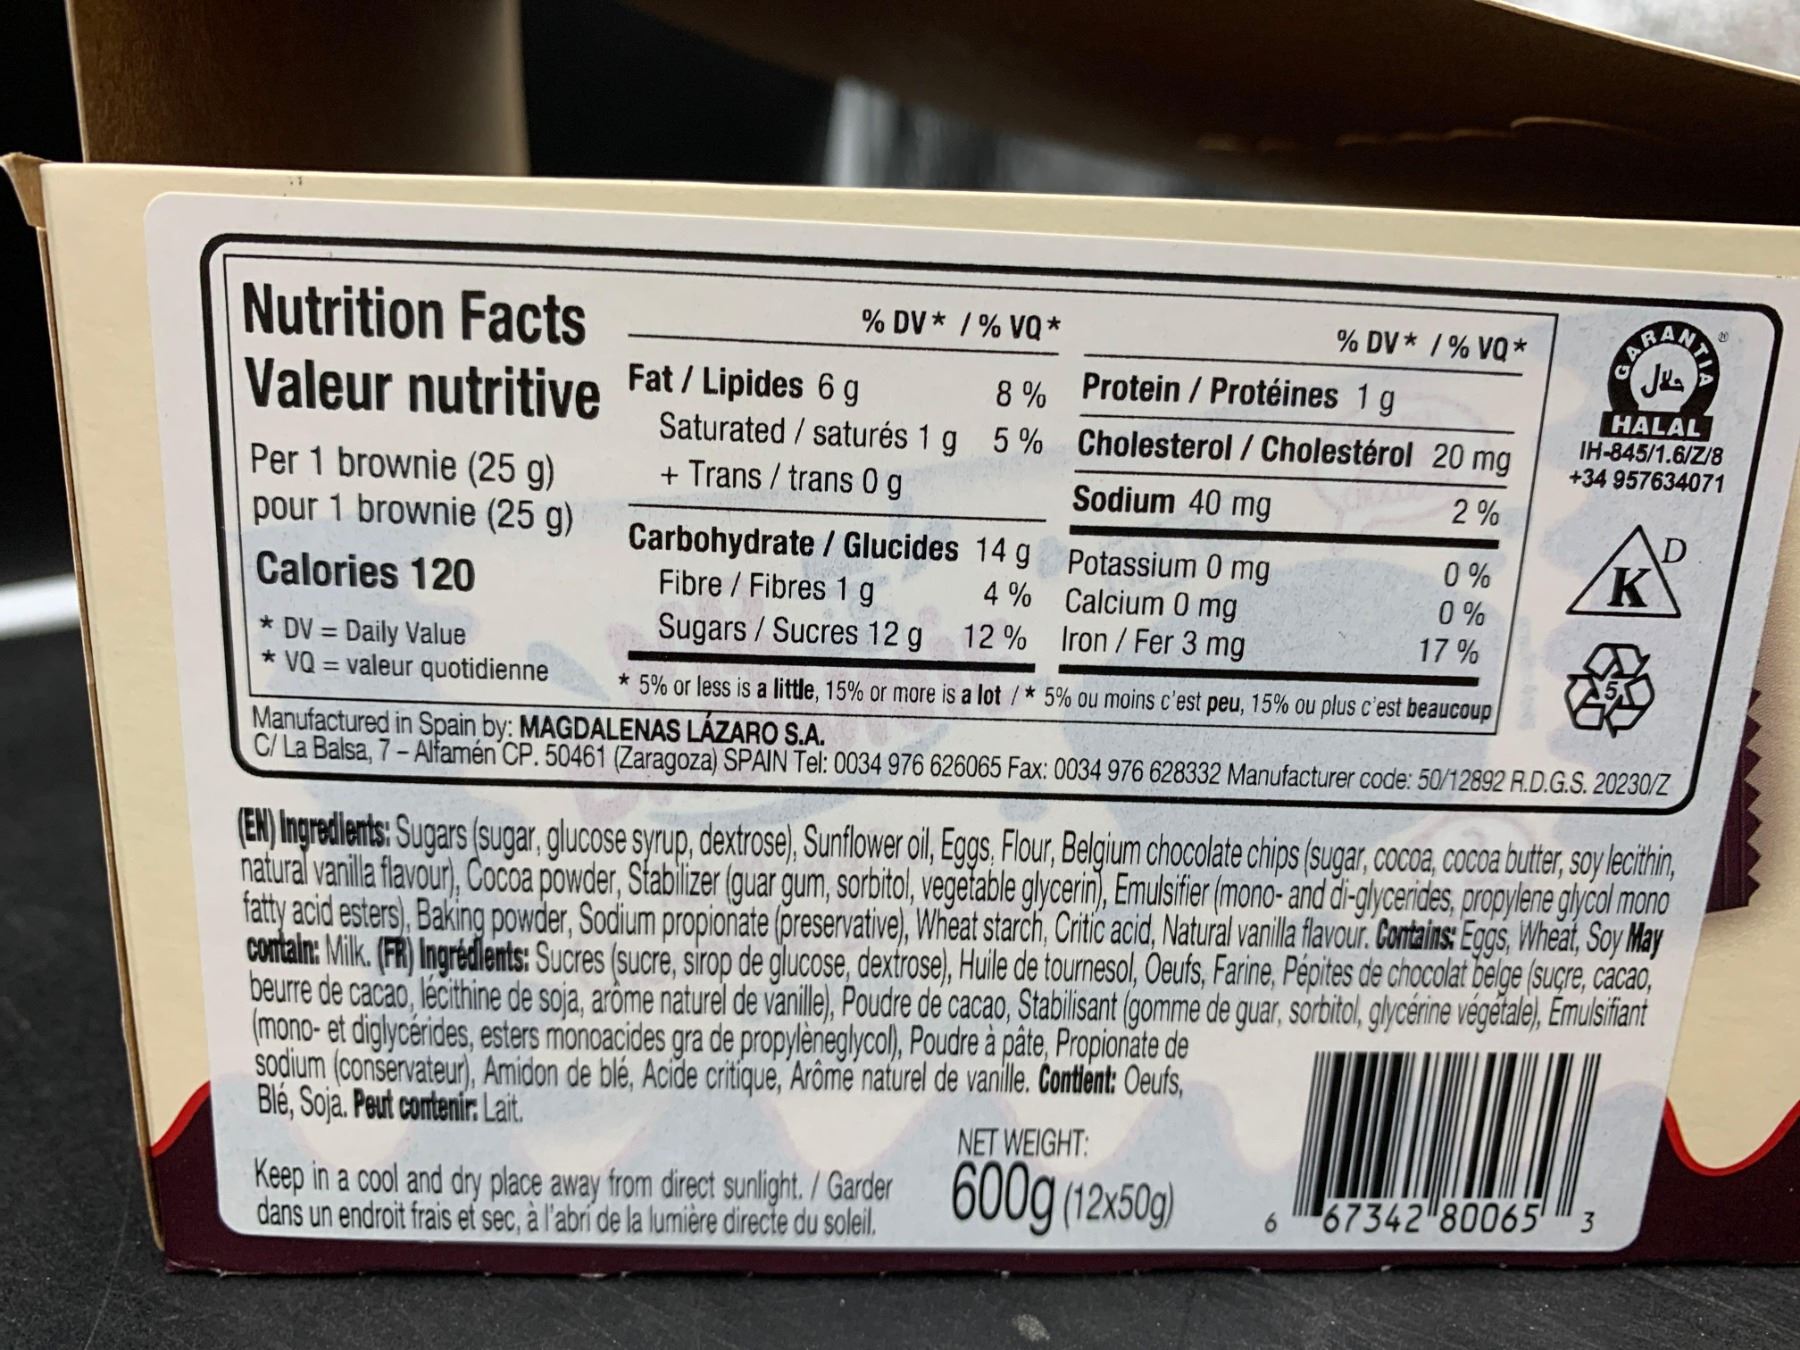 Nutrition Facts
Valeur nutritive
Per 1 brownie (25 g)
pour 1 brownie (25 g)
Calories 120
* DV = Daily Value
* VQ = valeur quotidienne
% DV* / % VQ*
Fat / Lipides 6 g 8 %
Saturated / saturés 1 g 5 %
+ Trans / trans 0 g
Carbohydrate / Glucides 14 g
Fibre / Fibres 1 g 4 %
Sugars / Sucres 12 g 12 %
% DV* / % VQ*
Protein / Protéines 1 g
Cholesterol / Cholestérol 20 mg
Sodium 40 mg 2 %
Potassium 0 mg 0 %
Calcium 0 mg 0 %
Iron / Fer 3 mg 17 %
* 5% or less is a little, 15% or more is a lot / * 5% ou moins c'est peu, 15% ou plus c'est beaucoup
GARANTIA ®
حلال
HALAL
IH-845/1.6/Z/8
+34 957634071
K D
5
Manufactured in Spain by: MAGDALENAS LÁZARO S.A.
C/ La Balsa, 7 – Alfamén CP. 50461 (Zaragoza) SPAIN Tel: 0034 976 626065 Fax: 0034 976 628332 Manufacturer code: 50/12892 R.D.G.S. 20230/Z
(EN) Ingredients: Sugars (sugar, glucose syrup, dextrose), Sunflower oil, Eggs, Flour, Belgium chocolate chips (sugar, cocoa, cocoa butter, soy lecithin,
natural vanilla flavour), Cocoa powder, Stabilizer (guar gum, sorbitol, vegetable glycerin), Emulsifier (mono- and di-glycerides, propylene glycol mono
fatty acid esters), Baking powder, Sodium propionate (preservative), Wheat starch, Critic acid, Natural vanilla flavour. Contains: Eggs, Wheat, Soy May
contain: Milk. (FR) Ingrédients: Sucres (sucre, sirop de glucose, dextrose), Huile de tournesol, Oeufs, Farine, Pépites de chocolat belge (sucre, cacao,
beurre de cacao, lécithine de soja, arôme naturel de vanille), Poudre de cacao, Stabilisant (gomme de guar, sorbitol, glycérine végétale), Émulsifiant
(mono- et diglycérides, esters monoacides gra de propylèneglycol), Poudre à pâte, Propionate de
sodium (conservateur), Amidon de blé, Acide critique, Arôme naturel de vanille. Contient: Oeufs,
Blé, Soja. Peut contenir: Lait.
Keep in a cool and dry place away from direct sunlight. / Garder
dans un endroit frais et sec, à l'abri de la lumière directe du soleil.
NET WEIGHT:
600g (12x50g)
6 67342 80065 3